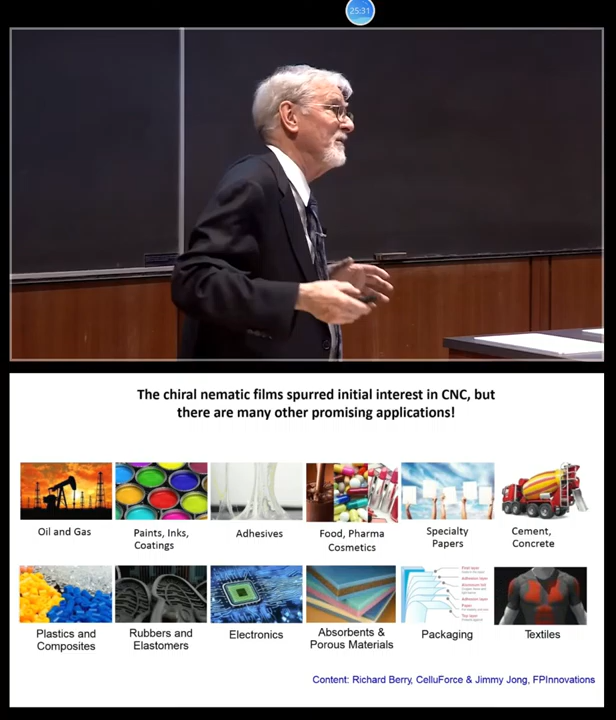 25:31
The chiral nematic films spurred initial interest in CNC, but
there are many other promising applications!
Oil and Gas
Paints, Inks,
Coatings
Adhesives
Food, Pharma
Cosmetics
Specialty
Papers
Cement,
Concrete
Plastics and
Composites
Rubbers and
Elastomers
Electronics
Absorbents &
Porous Materials
Packaging
Textiles
Content: Richard Berry, CelluForce & Jimmy Jong, FPInnovations